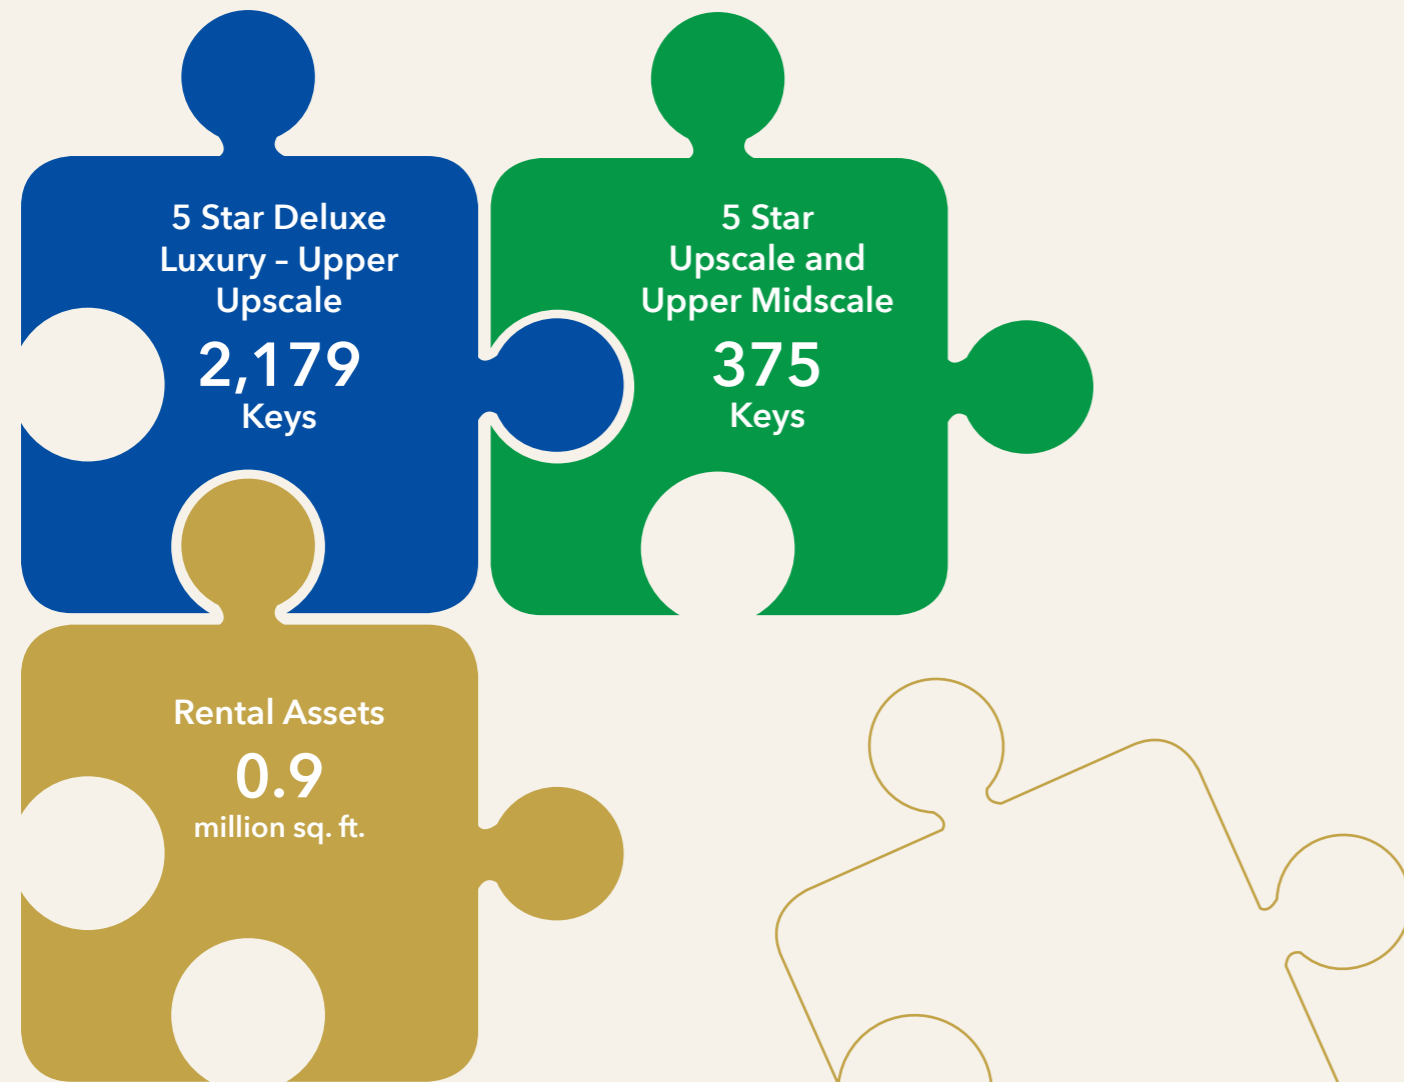 5 Star Deluxe
Luxury – Upper
Upscale
2,179
Keys
5 Star
Upscale and
Upper Midscale
375
Keys
Rental Assets
0.9
million sq. ft.